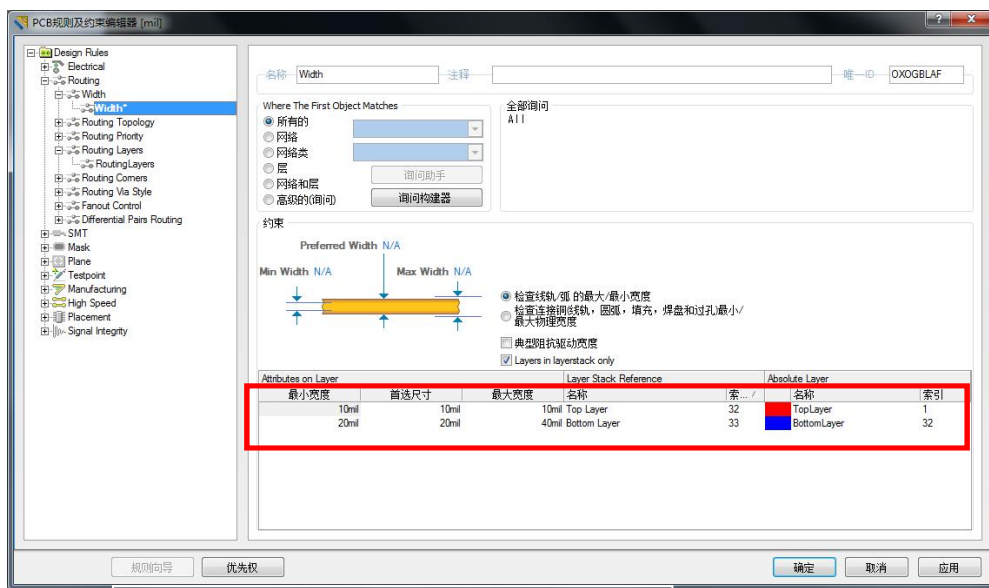 PCB规则及约束编辑器 [mil]
Design Rules
Electrical
Routing
Width
Width*
Routing Topology
Routing Priority
Routing Layers
RoutingLayers
Routing Corners
Routing Via Style
Fanout Control
Differential Pairs Routing
SMT
Mask
Plane
Testpoint
Manufacturing
High Speed
Placement
Signal Integrity
名称 Width 注释 唯一ID OXOGBLAF
Where The First Object Matches
所有的
网络
网络类
层
网络和层
高级的(询问)
询问助手
询问构建器
全部询问
All
约束
Preferred Width N/A
Min Width N/A Max Width N/A
检查线轨/弧 的最大/最小宽度
检查连接铜(线轨，圆弧，填充，焊盘和过孔)最小/
最大物理宽度
典型阻抗驱动宽度
Layers in layerstack only
Attributes on Layer Layer Stack Reference Absolute Layer
最小宽度 首选尺寸 最大宽度 名称 索... / 名称 索引
10mil 10mil 10mil Top Layer 32 TopLayer 1
20mil 20mil 40mil Bottom Layer 33 BottomLayer 32
规则向导 优先权 确定 取消 应用